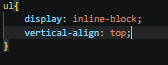 ul{
    display: inline-block;
    vertical-align: top;
}